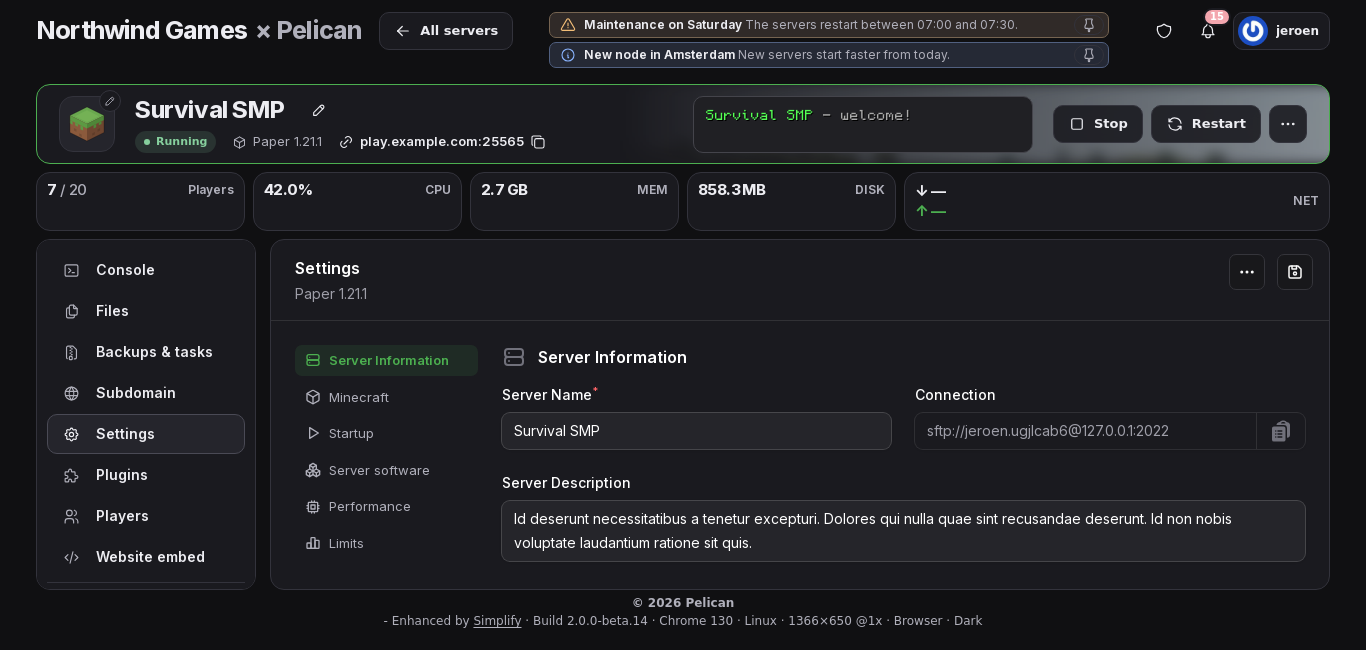 Northwind Games × Pelican
All servers
Maintenance on Saturday The servers restart between 07:00 and 07:30.
New node in Amsterdam New servers start faster from today.
15
jeroen
Survival SMP
Running
Paper 1.21.1
play.example.com:25565
Survival SMP - welcome!
Stop
Restart
7 / 20
Players
42.0%
CPU
2.7 GB
MEM
858.3 MB
DISK
↓ —
↑ —
NET
Console
Files
Backups & tasks
Subdomain
Settings
Plugins
Players
Website embed
Settings
Paper 1.21.1
Server Information
Minecraft
Startup
Server software
Performance
Limits
Server Information
Server Name*
Survival SMP
Connection
sftp://jeroen.ugjlcab6@127.0.0.1:2022
Server Description
Id deserunt necessitatibus a tenetur excepturi. Dolores qui nulla quae sint recusandae deserunt. Id non nobis
voluptate laudantium ratione sit quis.
© 2026 Pelican
- Enhanced by Simplify · Build 2.0.0-beta.14 · Chrome 130 · Linux · 1366×650 @1x · Browser · Dark